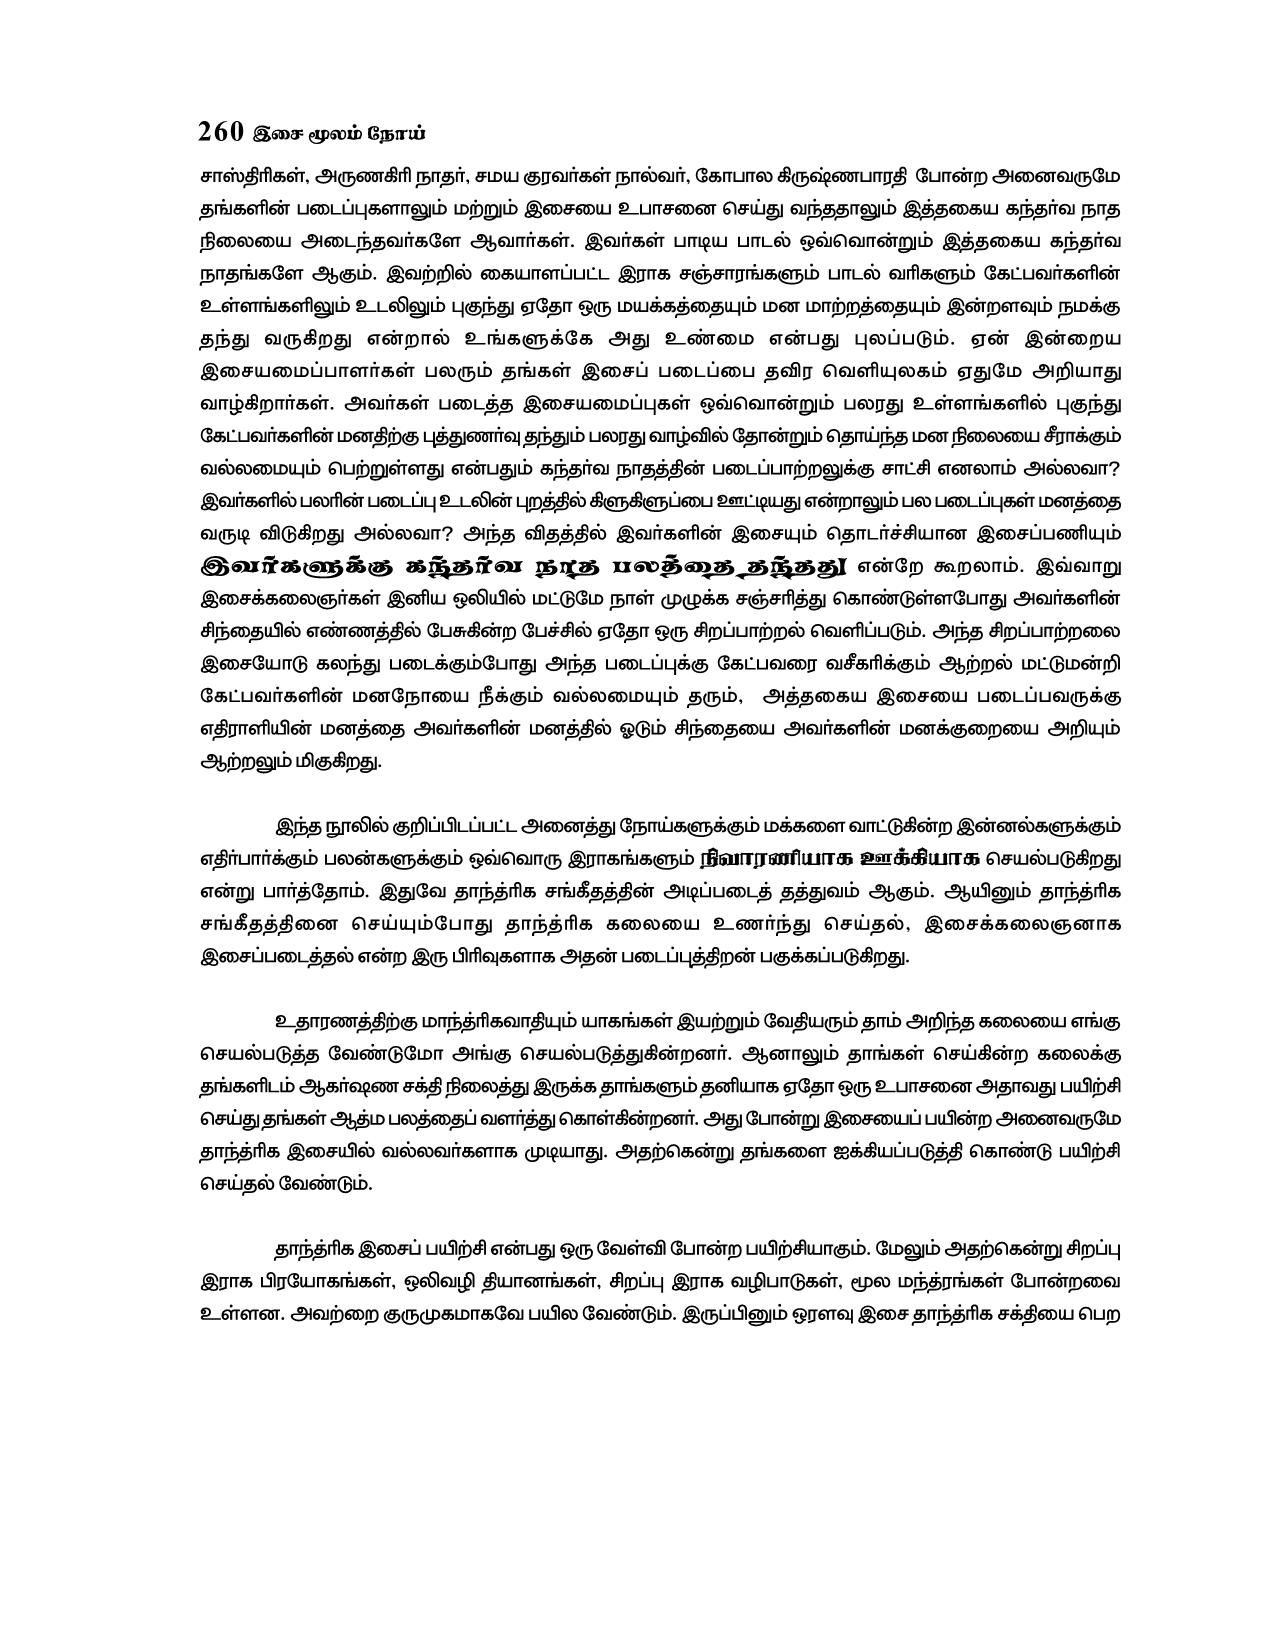 260 இசை மூலம் நோய்
சாஸ்திரிகள், அருணகிரி நாதர், சமய குரவர்கள் நால்வர், கோபால கிருஷ்ணபாரதி போன்ற அனைவருமே
தங்களின் படைப்புகளாலும் மற்றும் இசையை உபாசனை செய்து வந்ததாலும் இத்தகைய கந்தர்வ நாத
நிலையை அடைந்தவர்களே ஆவார்கள். இவர்கள் பாடிய பாடல் ஒவ்வொன்றும் இத்தகைய கந்தர்வ
நாதங்களே ஆகும். இவற்றில் கையாளப்பட்ட இராக சஞ்சாரங்களும் பாடல் வரிகளும் கேட்பவர்களின்
உள்ளங்களிலும் உடலிலும் புகுந்து ஏதோ ஒரு மயக்கத்தையும் மன மாற்றத்தையும் இன்றளவும் நமக்கு
தந்து வருகிறது என்றால் உங்களுக்கே அது உண்மை என்பது புலப்படும். ஏன் இன்றைய
இசையமைப்பாளர்கள் பலரும் தங்கள் இசைப் படைப்பை தவிர வெளியுலகம் ஏதுமே அறியாது
வாழ்கிறார்கள். அவர்கள் படைத்த இசையமைப்புகள் ஒவ்வொன்றும் பலரது உள்ளங்களில் புகுந்து
கேட்பவர்களின் மனதிற்கு புத்துணர்வு தந்தும் பலரது வாழ்வில் தோன்றும் தொய்ந்த மன நிலையை சீராக்கும்
வல்லமையும் பெற்றுள்ளது என்பதும் கந்தர்வ நாதத்தின் படைப்பாற்றலுக்கு சாட்சி எனலாம் அல்லவா?
இவர்களில் பலரின் படைப்பு உடலின் புறத்தில் கிளுகிளுப்பை ஊட்டியது என்றாலும் பல படைப்புகள் மனத்தை
வருடி விடுகிறது அல்லவா? அந்த விதத்தில் இவர்களின் இசையும் தொடர்ச்சியான இசைப்பணியும்
இவர்களுக்கு கந்தர்வ நாத பலத்தை தந்தது என்றே கூறலாம். இவ்வாறு
இசைக்கலைஞர்கள் இனிய ஒலியில் மட்டுமே நாள் முழுக்க சஞ்சரித்து கொண்டுள்ளபோது அவர்களின்
சிந்தையில் எண்ணத்தில் பேசுகின்ற பேச்சில் ஏதோ ஒரு சிறப்பாற்றல் வெளிப்படும். அந்த சிறப்பாற்றலை
இசையோடு கலந்து படைக்கும்போது அந்த படைப்புக்கு கேட்பவரை வசீகரிக்கும் ஆற்றல் மட்டுமன்றி
கேட்பவர்களின் மனநோயை நீக்கும் வல்லமையும் தரும், அத்தகைய இசையை படைப்பவருக்கு
எதிராளியின் மனத்தை அவர்களின் மனத்தில் ஓடும் சிந்தையை அவர்களின் மனக்குறையை அறியும்
ஆற்றலும் மிகுகிறது.
இந்த நூலில் குறிப்பிடப்பட்ட அனைத்து நோய்களுக்கும் மக்களை வாட்டுகின்ற இன்னல்களுக்கும்
எதிர்பார்க்கும் பலன்களுக்கும் ஒவ்வொரு இராகங்களும் நிவாரணியாக ஊக்கியாக செயல்படுகிறது
என்று பார்த்தோம். இதுவே தாந்த்ரிக சங்கீதத்தின் அடிப்படைத் தத்துவம் ஆகும். ஆயினும் தாந்த்ரிக
சங்கீதத்தினை செய்யும்போது தாந்த்ரிக கலையை உணர்ந்து செய்தல், இசைக்கலைஞனாக
இசைப்படைத்தல் என்ற இரு பிரிவுகளாக அதன் படைப்புத்திறன் பகுக்கப்படுகிறது.
உதாரணத்திற்கு மாந்த்ரிகவாதியும் யாகங்கள் இயற்றும் வேதியரும் தாம் அறிந்த கலையை எங்கு
செயல்படுத்த வேண்டுமோ அங்கு செயல்படுத்துகின்றனர். ஆனாலும் தாங்கள் செய்கின்ற கலைக்கு
தங்களிடம் ஆகர்ஷண சக்தி நிலைத்து இருக்க தாங்களும் தனியாக ஏதோ ஒரு உபாசனை அதாவது பயிற்சி
செய்து தங்கள் ஆத்ம பலத்தைப் வளர்த்து கொள்கின்றனர். அது போன்று இசையைப் பயின்ற அனைவருமே
தாந்த்ரிக இசையில் வல்லவர்களாக முடியாது. அதற்கென்று தங்களை ஐக்கியப்படுத்தி கொண்டு பயிற்சி
செய்தல் வேண்டும்.
தாந்த்ரிக இசைப் பயிற்சி என்பது ஒரு வேள்வி போன்ற பயிற்சியாகும். மேலும் அதற்கென்று சிறப்பு
இராக பிரயோகங்கள், ஒலிவழி தியானங்கள், சிறப்பு இராக வழிபாடுகள், மூல மந்த்ரங்கள் போன்றவை
உள்ளன. அவற்றை குருமுகமாகவே பயில வேண்டும். இருப்பினும் ஓரளவு இசை தாந்த்ரிக சக்தியை பெற